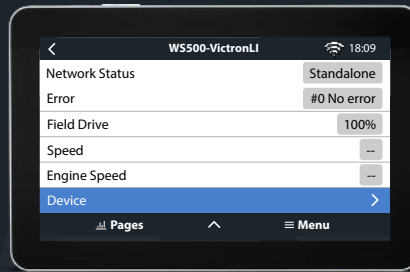 WS500-VictronLI 18:09
Network Status Standalone
Error #0 No error
Field Drive 100%
Speed --
Engine Speed --
Device
Pages Menu